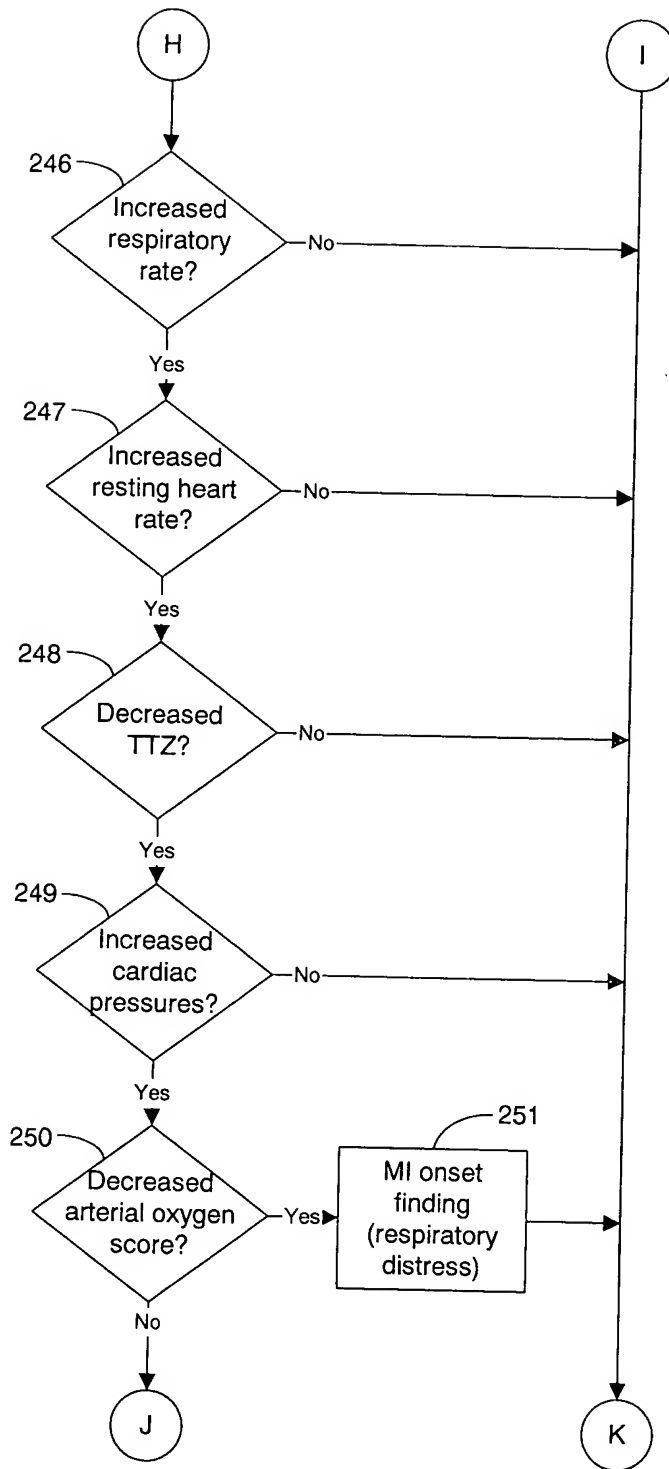 H
I
246
Increased
respiratory
rate?
No
Yes
247
Increased
resting heart
rate?
No
Yes
248
Decreased
TTZ?
No
Yes
249
Increased
cardiac
pressures?
No
Yes
250
Decreased
arterial oxygen
score?
Yes
251
MI onset
finding
(respiratory
distress)
No
J
K